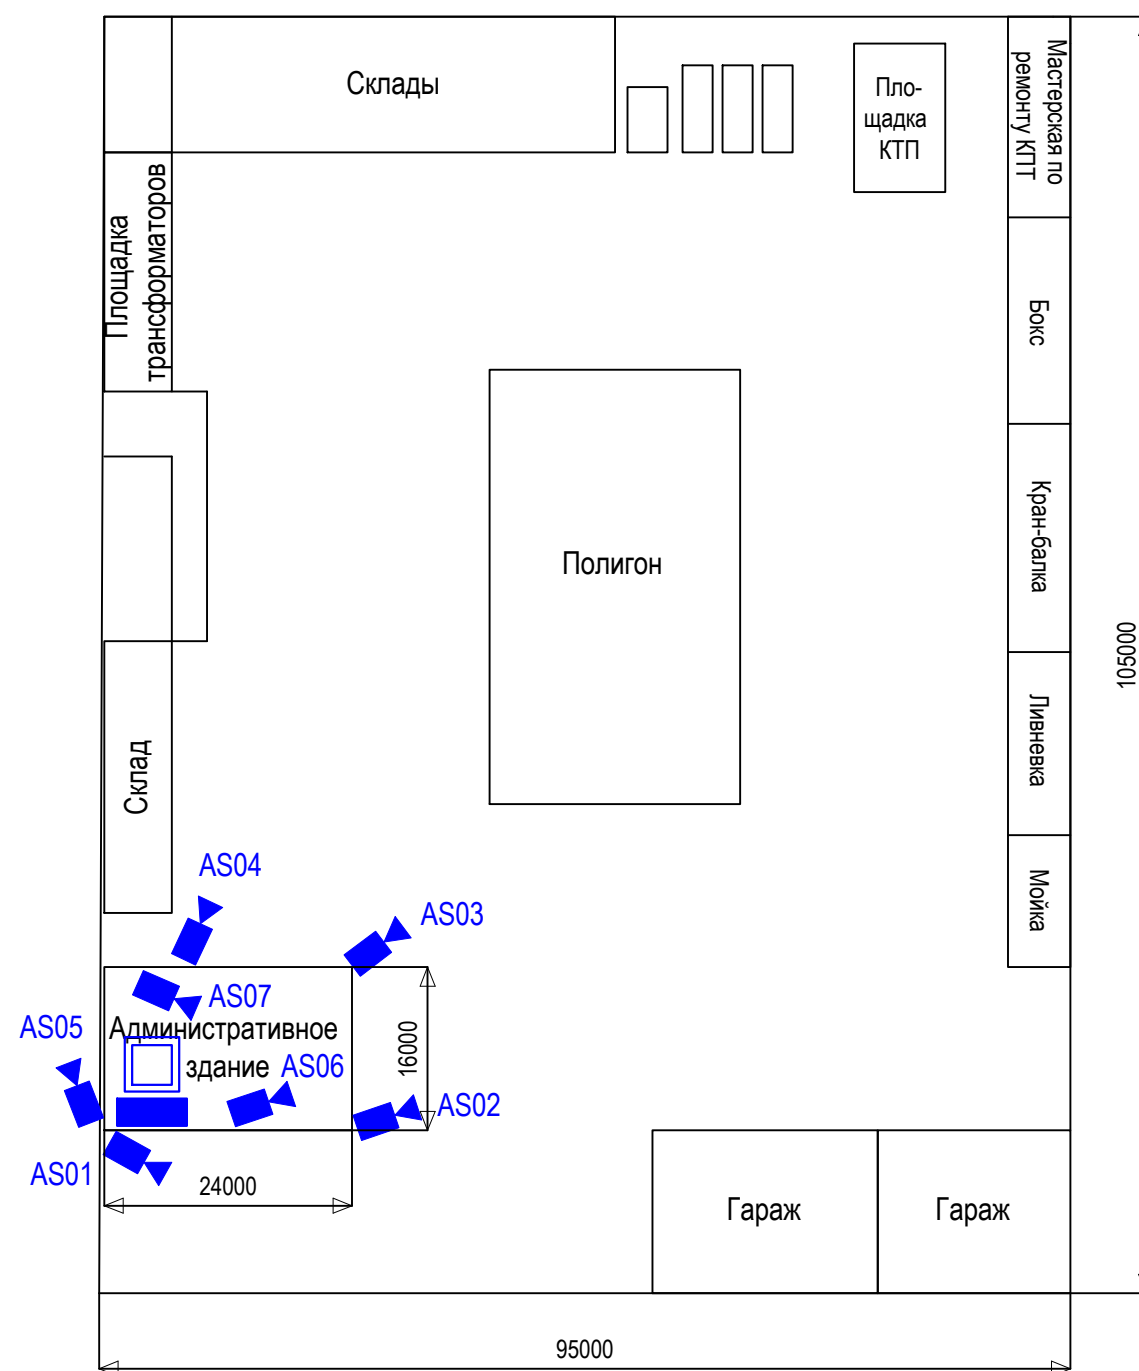 Склады
Пло-
щадка
КТП
Мастерская по
ремонту КПТ
Площадка
трансформаторов
Бокс
Кран-балка
Полигон
105000
Ливневка
Склад
Мойка
AS04
AS03
AS07
AS05
Административное
здание
AS06
16000
AS02
AS01
24000
Гараж
Гараж
95000